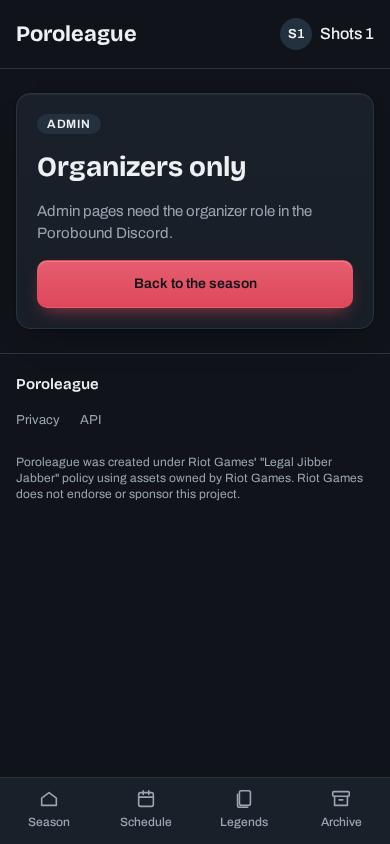 Poroleague
S1 Shots 1
ADMIN
Organizers only
Admin pages need the organizer role in the
Porobound Discord.
Back to the season
Poroleague
Privacy API
Poroleague was created under Riot Games' "Legal Jibber
Jabber" policy using assets owned by Riot Games. Riot Games
does not endorse or sponsor this project.
Season Schedule Legends Archive